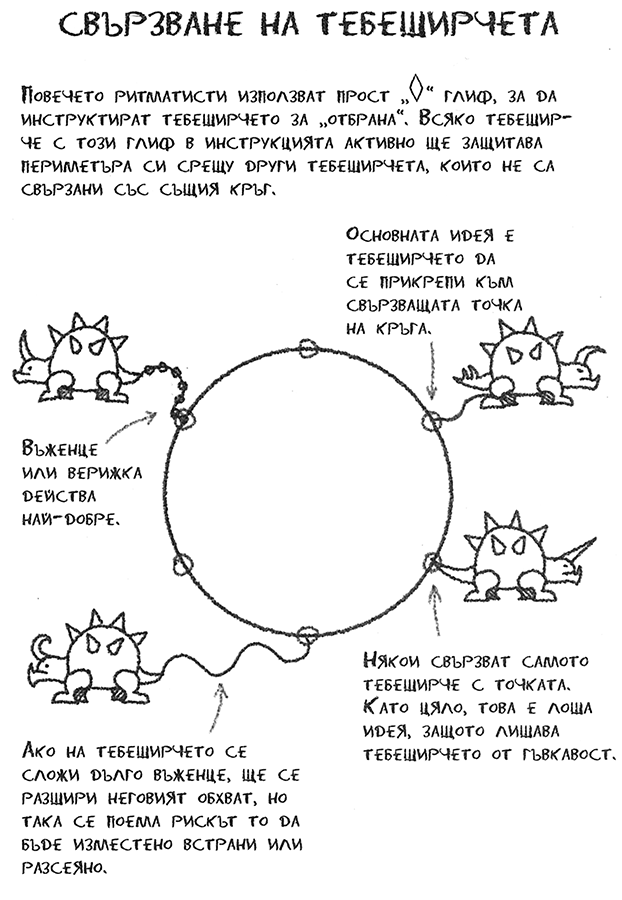 СВЪРЗВАНЕ НА ТЕБЕШИРЧЕТА
Повечето ритматисти използват прост „◊“ глиф, за да
инструктират тебеширчето за „отбрана“. Всяко тебешир-
че с този глиф в инструкцията активно ще защитава
периметъра си срещу други тебеширчета, които не са
свързани със същия кръг.
Основната идея е
тебеширчето да
се прикрепи към
свързващата точка
на кръга.
Въженце
или верижка
действа
най-добре.
Някои свързват самото
тебеширче с точката.
Като цяло, това е лоша
идея, защото лишава
тебеширчето от гъвкавост.
Ако на тебеширчето се
сложи дълго въженце, ще се
разшири неговият обхват, но
така се поема рискът то да
бъде изместено встрани или
разсеяно.